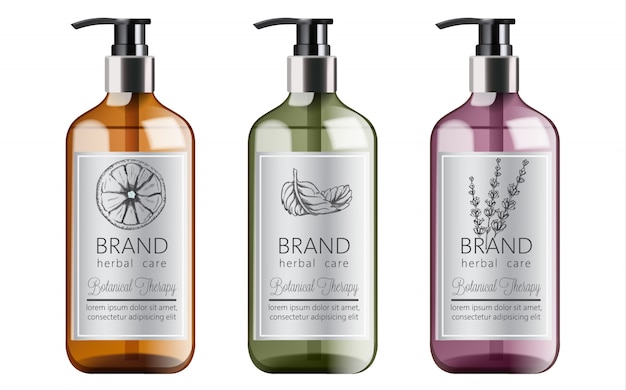 BRAND
herbal care
Botanical Therapy
lorem ipsum dolor sit amet,
consectetur adipisicing elit
BRAND
herbal care
Botanical Therapy
lorem ipsum dolor sit amet,
consectetur adipisicing elit
BRAND
herbal care
Botanical Therapy
lorem ipsum dolor sit amet,
consectetur adipisicing elit